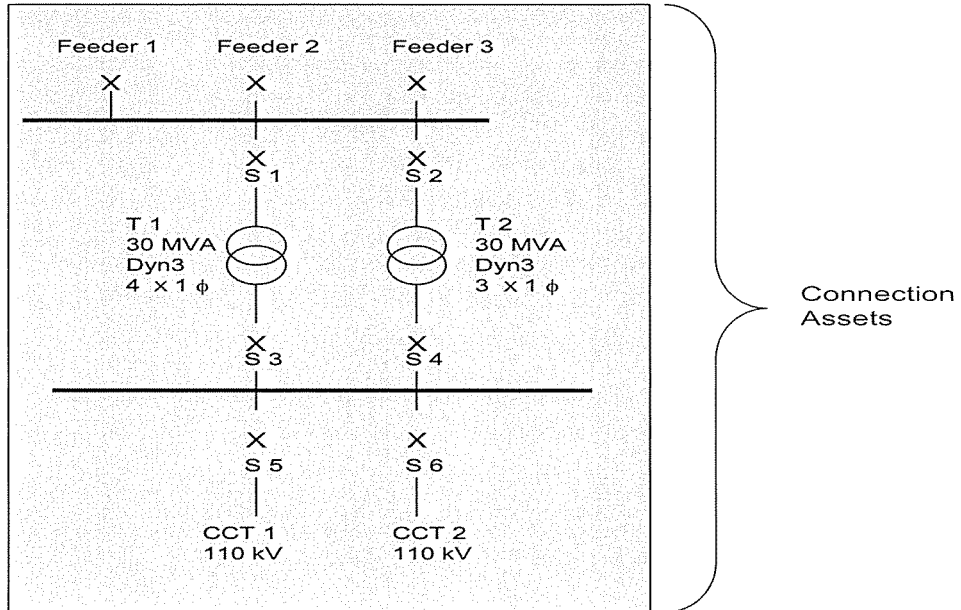 Feeder 1
Feeder 2
Feeder 3
S 1
S 2
T 1
30 MVA
Dyn3
4 x 1 ϕ
T 2
30 MVA
Dyn3
3 x 1 ϕ
Connection
Assets
S 3
S 4
S 5
S 6
CCT 1
110 kV
CCT 2
110 kV